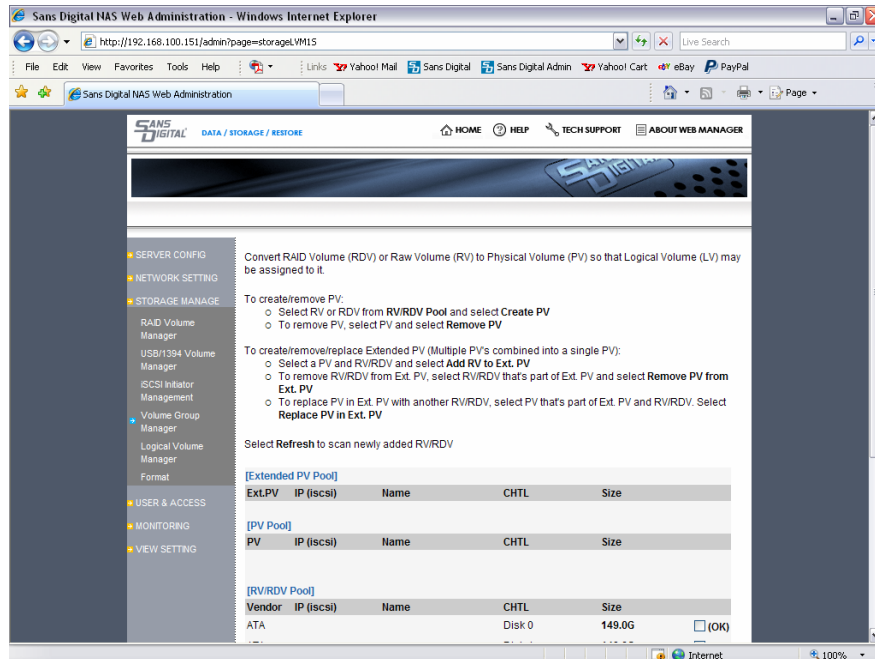 Sans Digital NAS Web Administration - Windows Internet Explorer
http://192.168.100.151/admin?page=storageLVM1S
Live Search
File Edit View Favorites Tools Help
Links Yahoo! Mail Sans Digital Sans Digital Admin Yahoo! Cart eBay PayPal
Sans Digital NAS Web Administration
Page
SANS DIGITAL DATA / STORAGE / RESTORE
HOME HELP TECH SUPPORT ABOUT WEB MANAGER
SANS DIGITAL
SERVER CONFIG
NETWORK SETTING
STORAGE MANAGE
RAID Volume
Manager
USB/1394 Volume
Manager
iSCSI Initiator
Management
Volume Group
Manager
Logical Volume
Manager
Format
USER & ACCESS
MONITORING
VIEW SETTING
Convert RAID Volume (RDV) or Raw Volume (RV) to Physical Volume (PV) so that Logical Volume (LV) may
be assigned to it.
To create/remove PV:
Select RV or RDV from RV/RDV Pool and select Create PV
To remove PV, select PV and select Remove PV
To create/remove/replace Extended PV (Multiple PV's combined into a single PV):
Select a PV and RV/RDV and select Add RV to Ext. PV
To remove RV/RDV from Ext. PV, select RV/RDV that's part of Ext. PV and select Remove PV from
Ext. PV
To replace PV in Ext. PV with another RV/RDV, select PV that's part of Ext. PV and RV/RDV. Select
Replace PV in Ext. PV
Select Refresh to scan newly added RV/RDV
[Extended PV Pool]
Ext.PV IP (iscsi) Name CHTL Size
[PV Pool]
PV IP (iscsi) Name CHTL Size
[RV/RDV Pool]
Vendor IP (iscsi) Name CHTL Size
ATA Disk 0 149.0G (OK)
Internet 100%